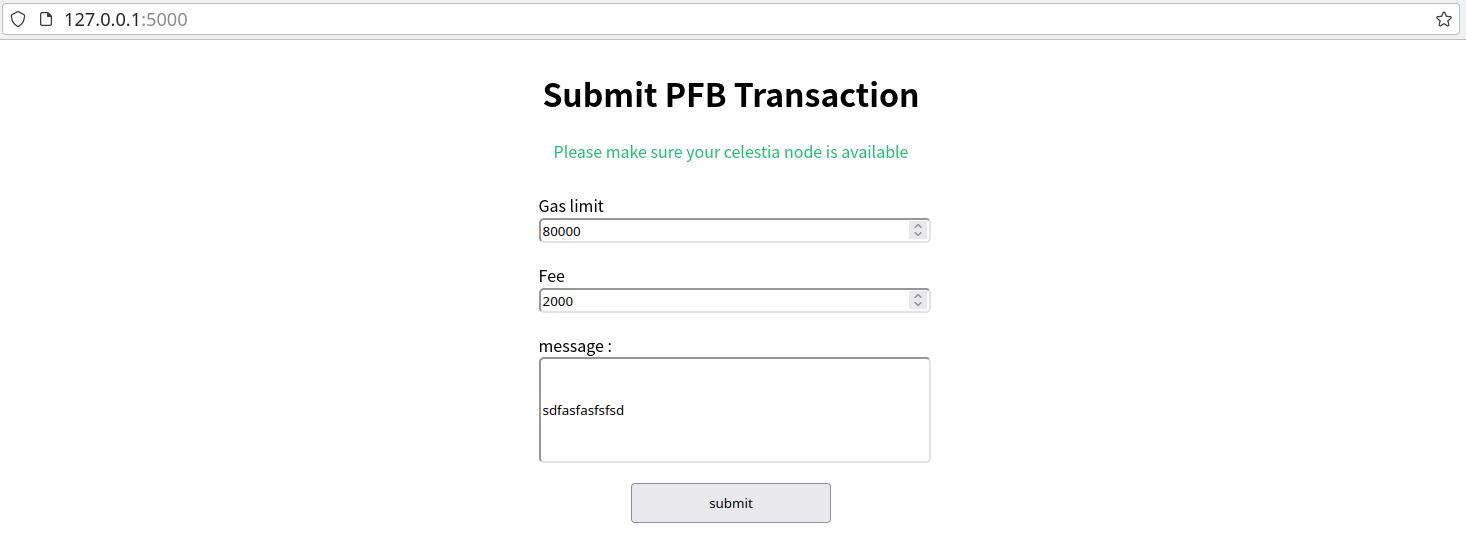 127.0.0.1:5000
Submit PFB Transaction
Please make sure your celestia node is available
Gas limit
80000
Fee
2000
message :
sdfasfasfsfsd
submit